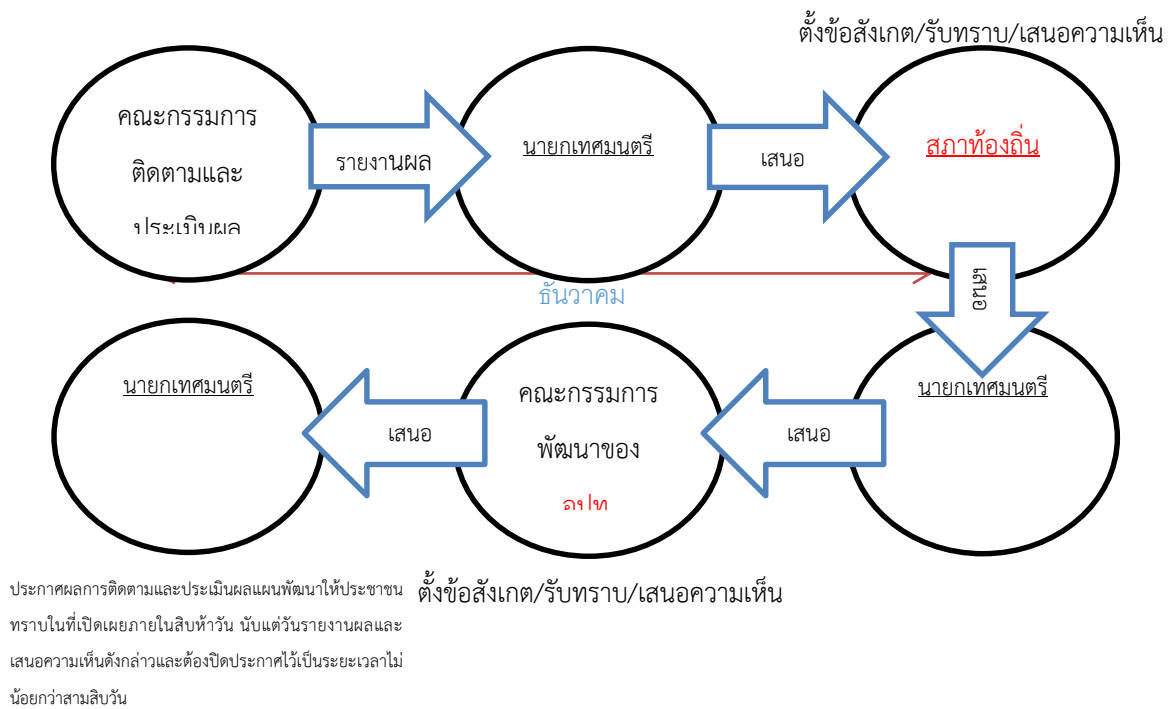 ตั้งข้อสังเกต/รับทราบ/เสนอความเห็น
คณะกรรมการ
ติดตามและ
ประเมินผล
รายงานผล
นายกเทศมนตรี
เสนอ
สภาท้องถิ่น
เสนอ
ธันวาคม
นายกเทศมนตรี
เสนอ
คณะกรรมการ
พัฒนาของ
อปท
เสนอ
นายกเทศมนตรี
ประกาศผลการติดตามและประเมินผลแผนพัฒนาให้ประชาชน
ทราบในที่เปิดเผยภายในสิบห้าวัน นับแต่วันรายงานผลและ
เสนอความเห็นดังกล่าวและต้องปิดประกาศไว้เป็นระยะเวลาไม่
น้อยกว่าสามสิบวัน
ตั้งข้อสังเกต/รับทราบ/เสนอความเห็น